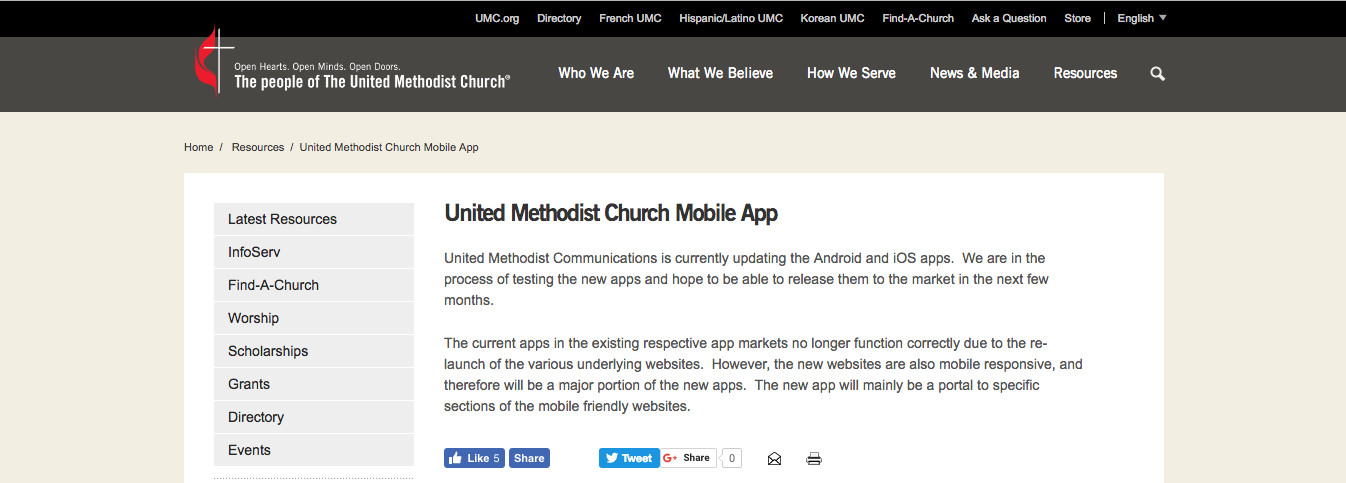 UMC.org Directory French UMC Hispanic/Latino UMC Korean UMC Find-A-Church Ask a Question Store English
Open Hearts. Open Minds. Open Doors.
The people of The United Methodist Church®
Who We Are What We Believe How We Serve News & Media Resources
Home / Resources / United Methodist Church Mobile App
Latest Resources
InfoServ
Find-A-Church
Worship
Scholarships
Grants
Directory
Events
United Methodist Church Mobile App
United Methodist Communications is currently updating the Android and iOS apps. We are in the
process of testing the new apps and hope to be able to release them to the market in the next few
months.
The current apps in the existing respective app markets no longer function correctly due to the re-
launch of the various underlying websites. However, the new websites are also mobile responsive, and
therefore will be a major portion of the new apps. The new app will mainly be a portal to specific
sections of the mobile friendly websites.
Like 5 Share Tweet G+ Share 0